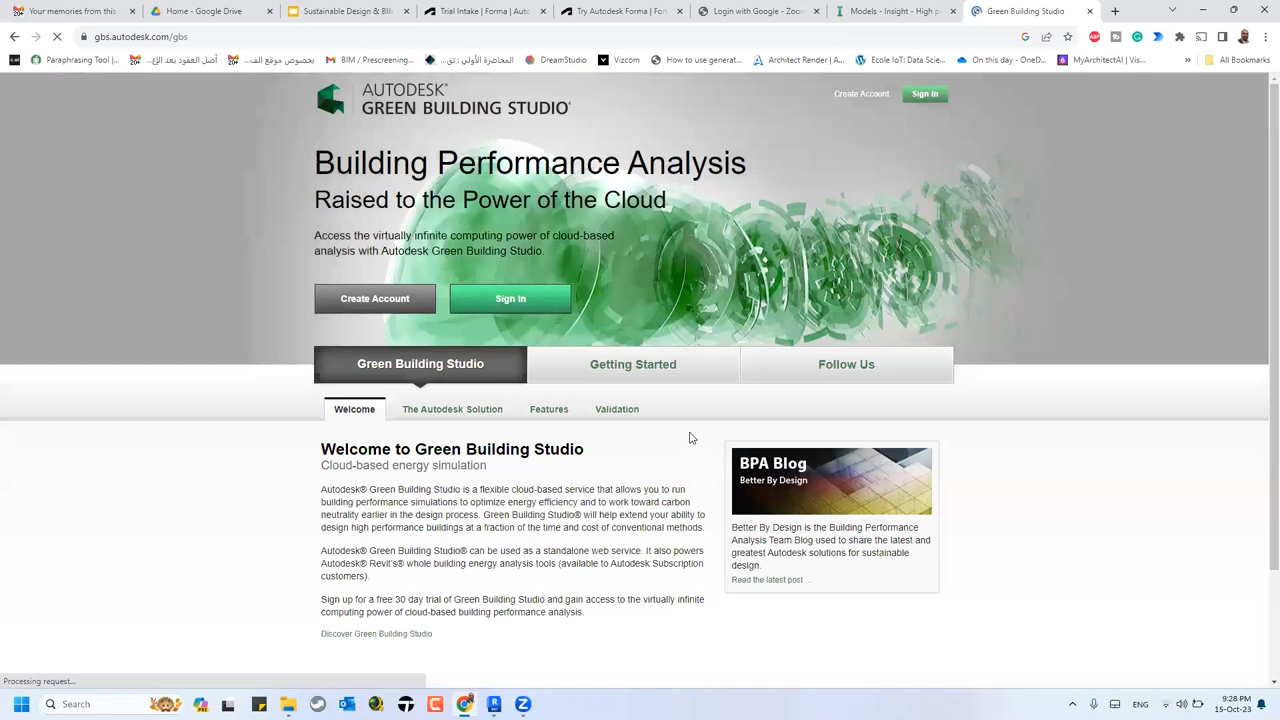 Your memories from this
Home - Google Drive
Sustainable Design & BI
Trial Intake | Forma | Auto
Try Autodesk Forma | For
Login with Google - Zoo
Models - Insight - High p
Green Building Studio
gbs.autodesk.com/gbs
Paraphrasing Tool |...
أصل العقود بعد الإع...
BIM / Prescreening...
بخصوص موقع الف...
DreamStudio
Vizcom
How to use generat...
المحاضرة الأولي : تق...
Architect Render | A...
Ecole IoT: Data Scie...
On this day - OneD...
MyArchitectAI | Vis...
»
All Bookmarks
AUTODESK®
GREEN BUILDING STUDIO®
Create Account
Sign In
Building Performance Analysis
Raised to the Power of the Cloud
Access the virtually infinite computing power of cloud-based
analysis with Autodesk Green Building Studio.
Create Account
Sign In
Green Building Studio
Getting Started
Follow Us
Welcome
The Autodesk Solution
Features
Validation
Welcome to Green Building Studio
Cloud-based energy simulation
Autodesk® Green Building Studio is a flexible cloud-based service that allows you to run
building performance simulations to optimize energy efficiency and to work toward carbon
neutrality earlier in the design process. Green Building Studio® will help extend your ability to
design high performance buildings at a fraction of the time and cost of conventional methods.
Autodesk® Green Building Studio® can be used as a standalone web service. It also powers
Autodesk® Revit's® whole building energy analysis tools (available to Autodesk Subscription
customers).
Sign up for a free 30 day trial of Green Building Studio and gain access to the virtually infinite
computing power of cloud-based building performance analysis.
Discover Green Building Studio
BPA Blog
Better By Design
Better By Design is the Building Performance
Analysis Team Blog used to share the latest and
greatest Autodesk solutions for sustainable
design.
Read the latest post ...
Processing request...
Search
ENG
9:28 PM
15-Oct-23